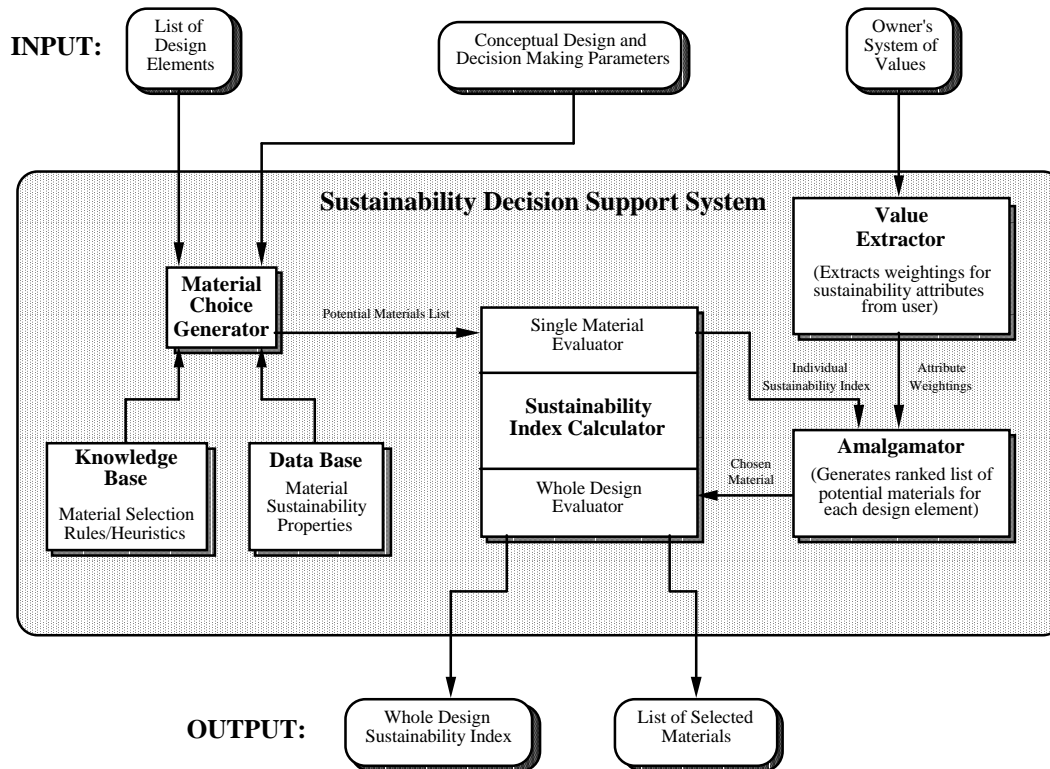 INPUT:
List of
Design
Elements
Conceptual Design and
Decision Making Parameters
Owner's
System of
Values
Sustainability Decision Support System
Value
Extractor
(Extracts weightings for
sustainability attributes
from user)
Material
Choice
Generator
Potential Materials List
Single Material
Evaluator
Sustainability
Index Calculator
Whole Design
Evaluator
Individual
Sustainability Index
Attribute
Weightings
Amalgamator
(Generates ranked list of
potential materials for
each design element)
Chosen
Material
Knowledge
Base
Material Selection
Rules/Heuristics
Data Base
Material
Sustainability
Properties
OUTPUT:
Whole Design
Sustainability Index
List of Selected
Materials